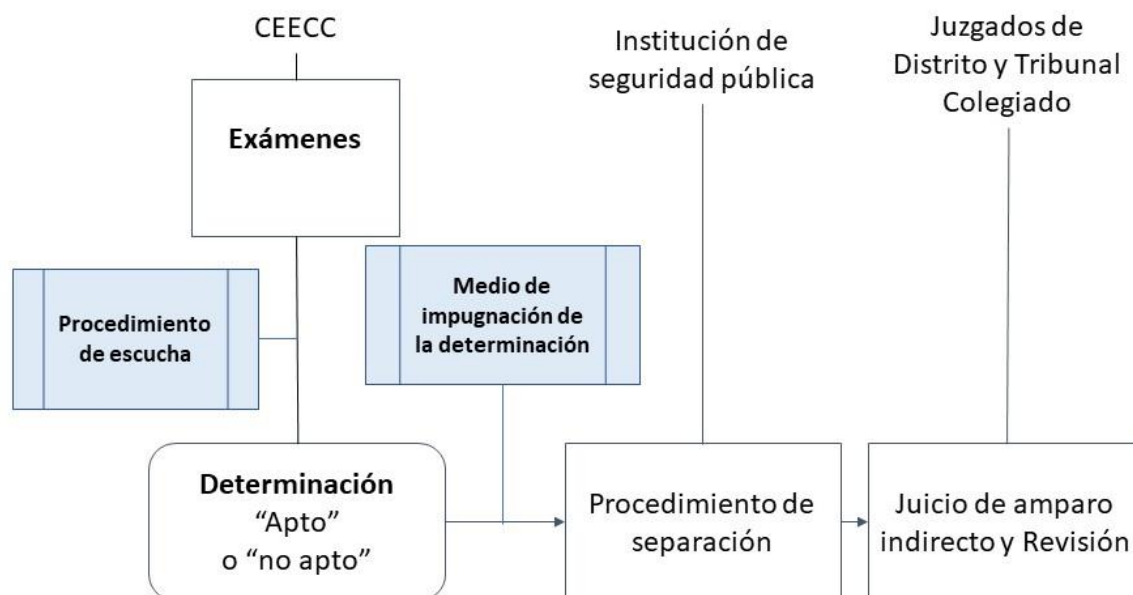 CEECC
Exámenes
Procedimiento
de escucha
Determinación
“Apto”
o “no apto”
Medio de
impugnación de
la determinación
Institución de
seguridad pública
Procedimiento de
separación
Juzgados de
Distrito y Tribunal
Colegiado
Juicio de amparo
indirecto y Revisión